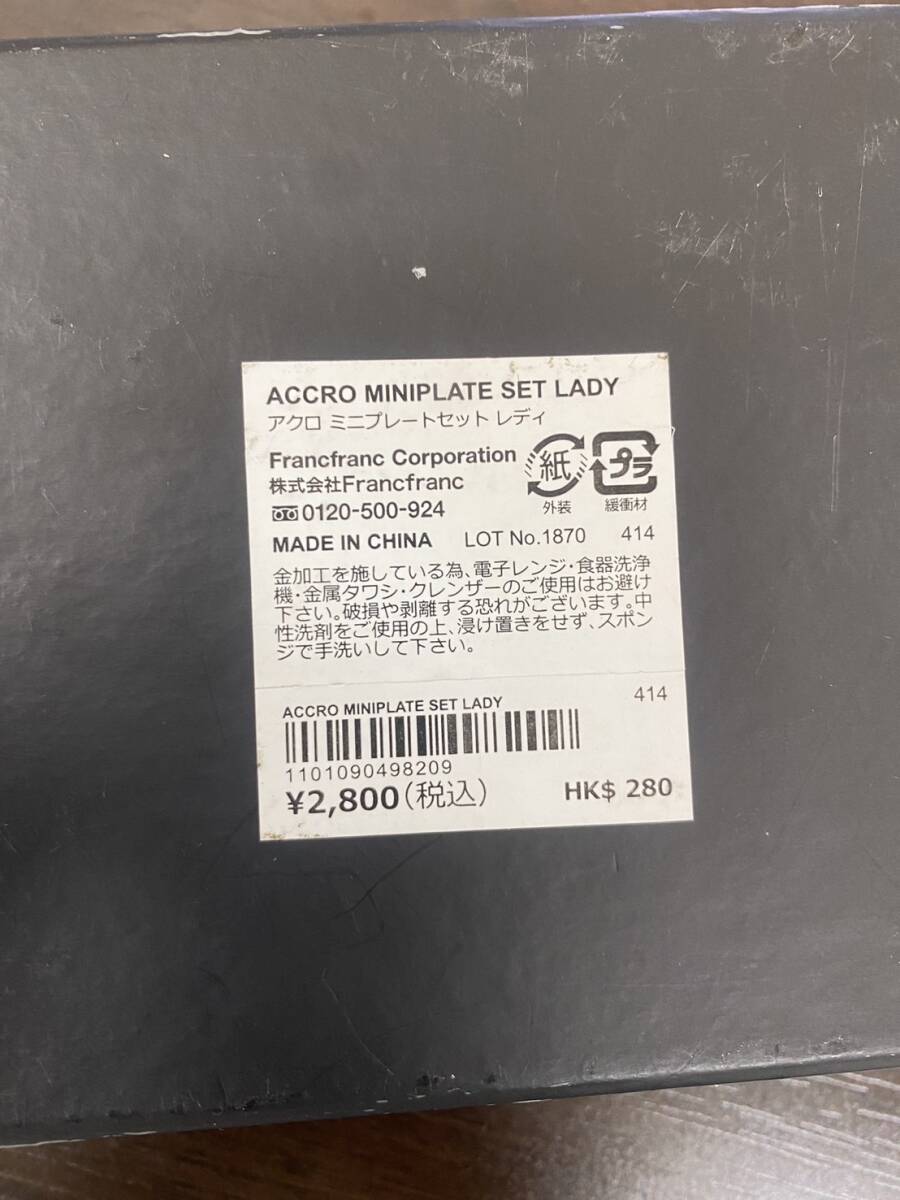 ACCRO MINIPLATE SET LADY
アクロ ミニプレートセット レディ
Francfranc Corporation
株式会社Francfranc
0120-500-924
紙
外装
プラ
緩衝材
MADE IN CHINA LOT No.1870 414
金加工を施している為、電子レンジ・食器洗浄
機・金属タワシ・クレンザーのご使用はお避け
下さい。破損や剥離する恐れがございます。中
性洗剤をご使用の上、浸け置きをせず、スポン
ジで手洗いして下さい。
ACCRO MINIPLATE SET LADY 414
1101090498209
¥2,800(税込) HK$ 280